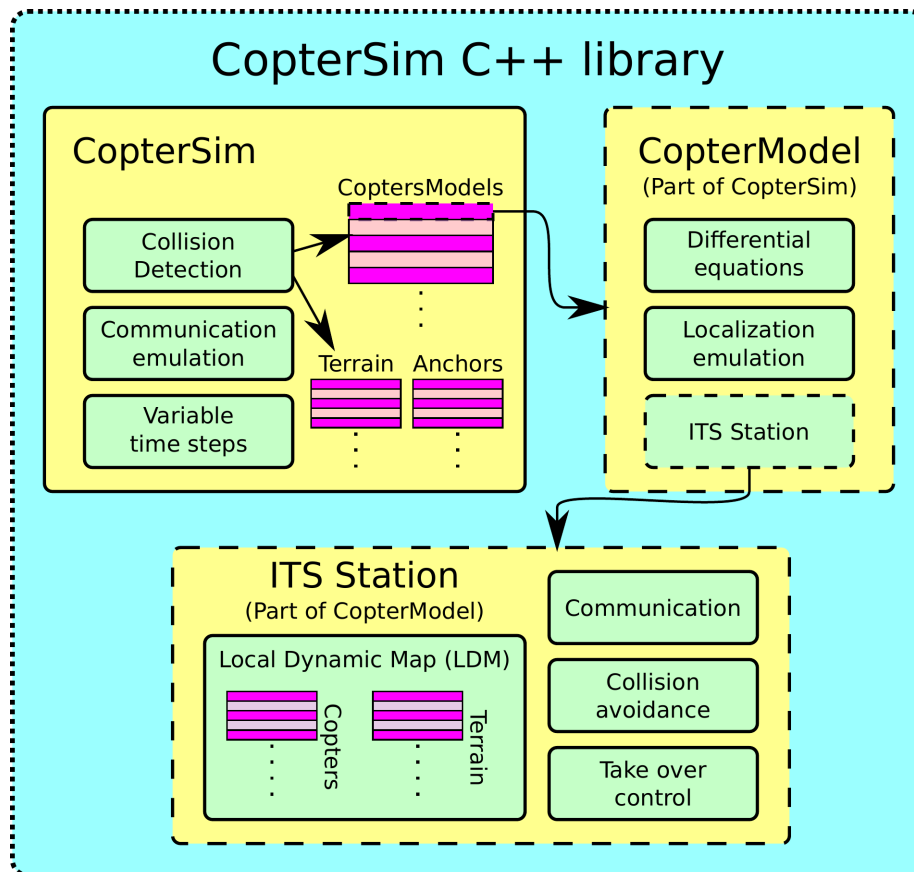 CopterSim C++ library
CopterSim
CoptersModels
Collision
Detection
Communication
emulation
Variable
time steps
Terrain
Anchors
CopterModel
(Part of CopterSim)
Differential
equations
Localization
emulation
ITS Station
ITS Station
(Part of CopterModel)
Local Dynamic Map (LDM)
Copters
Terrain
Communication
Collision
avoidance
Take over
control